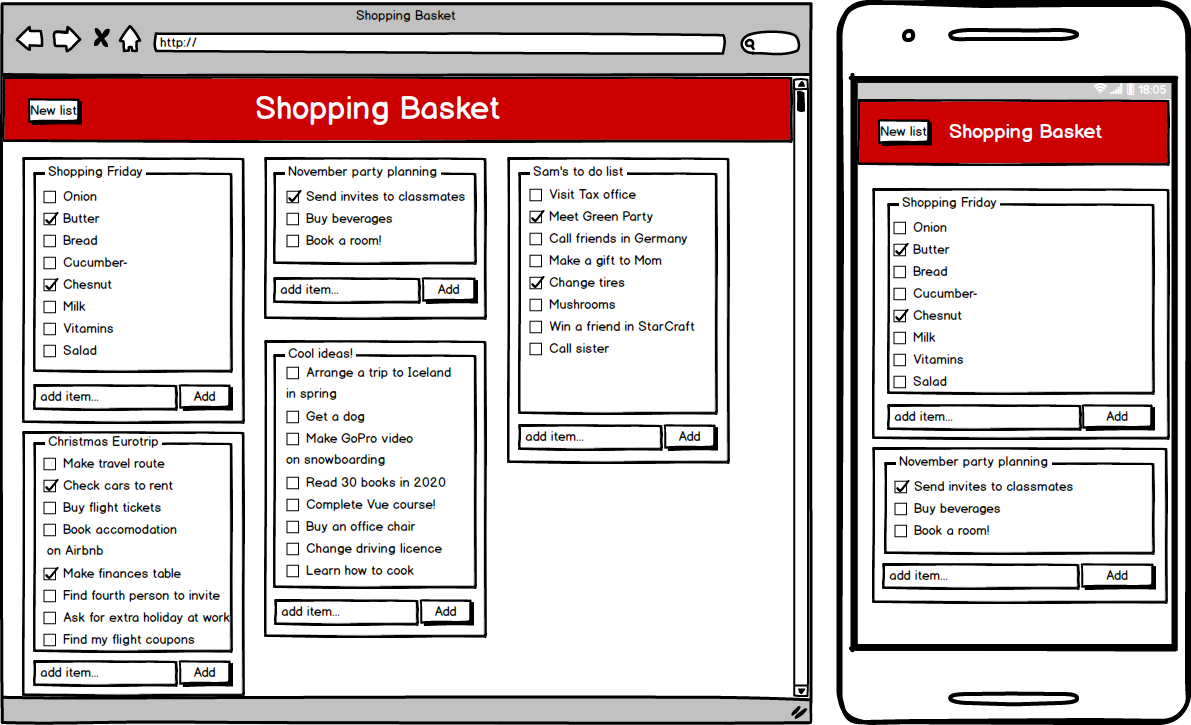 Shopping Basket
http://
New list
Shopping Basket
Shopping Friday
Onion
Butter
Bread
Cucumber-
Chesnut
Milk
Vitamins
Salad
add item...
Add
Christmas Eurotrip
Make travel route
Check cars to rent
Buy flight tickets
Book accomodation
on Airbnb
Make finances table
Find fourth person to invite
Ask for extra holiday at work
Find my flight coupons
add item...
Add
November party planning
Send invites to classmates
Buy beverages
Book a room!
add item...
Add
Cool ideas!
Arrange a trip to Iceland
in spring
Get a dog
Make GoPro video
on snowboarding
Read 30 books in 2020
Complete Vue course!
Buy an office chair
Change driving licence
Learn how to cook
add item...
Add
Sam's to do list
Visit Tax office
Meet Green Party
Call friends in Germany
Make a gift to Mom
Change tires
Mushrooms
Win a friend in StarCraft
Call sister
add item...
Add
18:05
New list
Shopping Basket
Shopping Friday
Onion
Butter
Bread
Cucumber-
Chesnut
Milk
Vitamins
Salad
add item...
Add
November party planning
Send invites to classmates
Buy beverages
Book a room!
add item...
Add